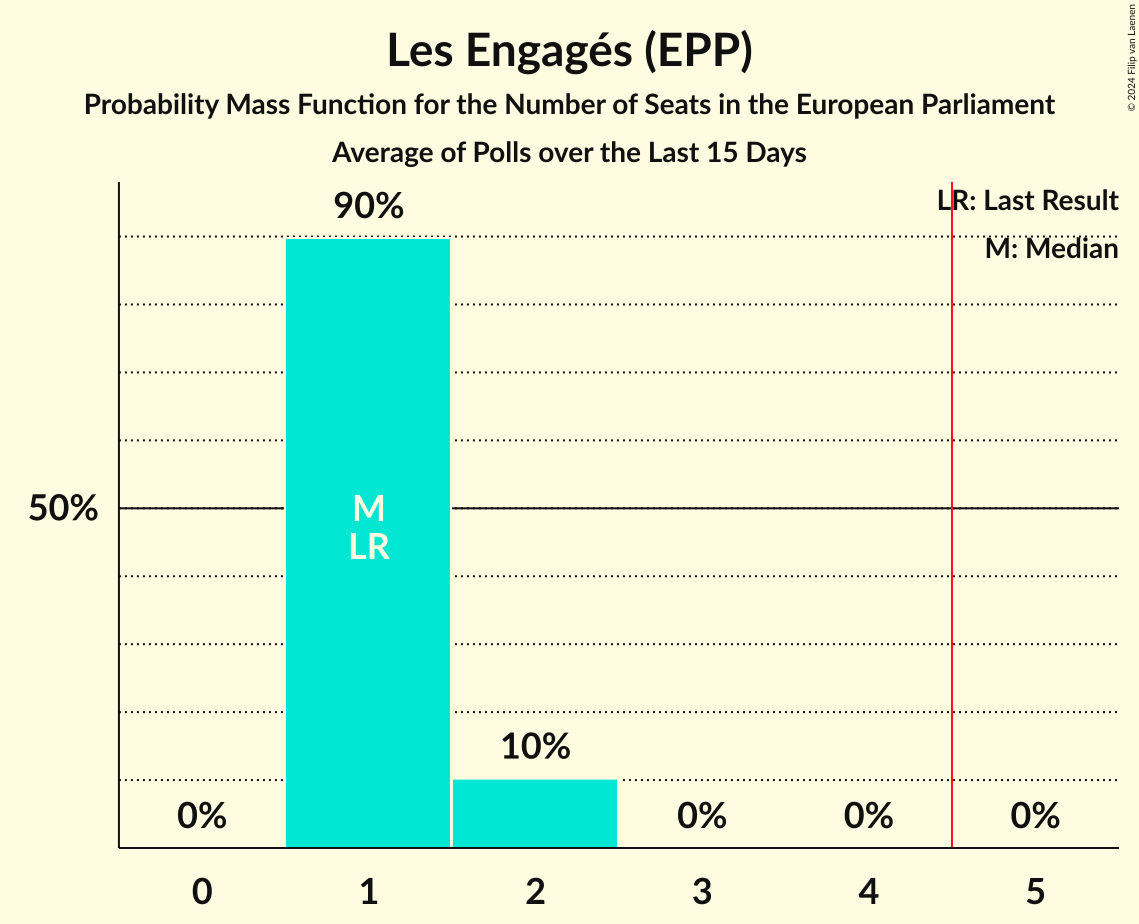 Les Engagés (EPP)
Probability Mass Function for the Number of Seats in the European Parliament
Average of Polls over the Last 15 Days
© 2024 Filip van Laenen
LR: Last Result
M: Median
90%
50%
M
LR
10%
0%
0%
0%
0%
0 1 2 3 4 5